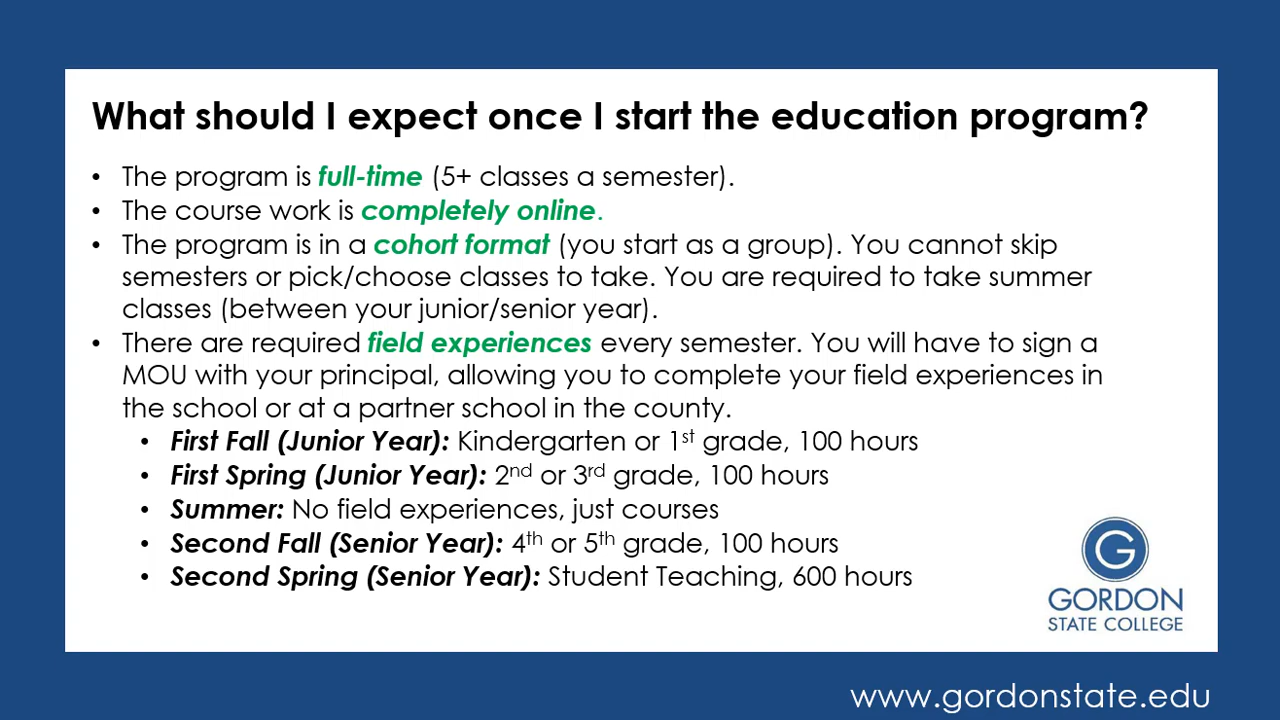 What should I expect once I start the education program?
• The program is full-time (5+ classes a semester).
• The course work is completely online.
• The program is in a cohort format (you start as a group). You cannot skip
semesters or pick/choose classes to take. You are required to take summer
classes (between your junior/senior year).
• There are required field experiences every semester. You will have to sign a
MOU with your principal, allowing you to complete your field experiences in
the school or at a partner school in the county.
• First Fall (Junior Year): Kindergarten or 1st grade, 100 hours
• First Spring (Junior Year): 2nd or 3rd grade, 100 hours
• Summer: No field experiences, just courses
• Second Fall (Senior Year): 4th or 5th grade, 100 hours
• Second Spring (Senior Year): Student Teaching, 600 hours
G
GORDON
STATE COLLEGE
www.gordonstate.edu